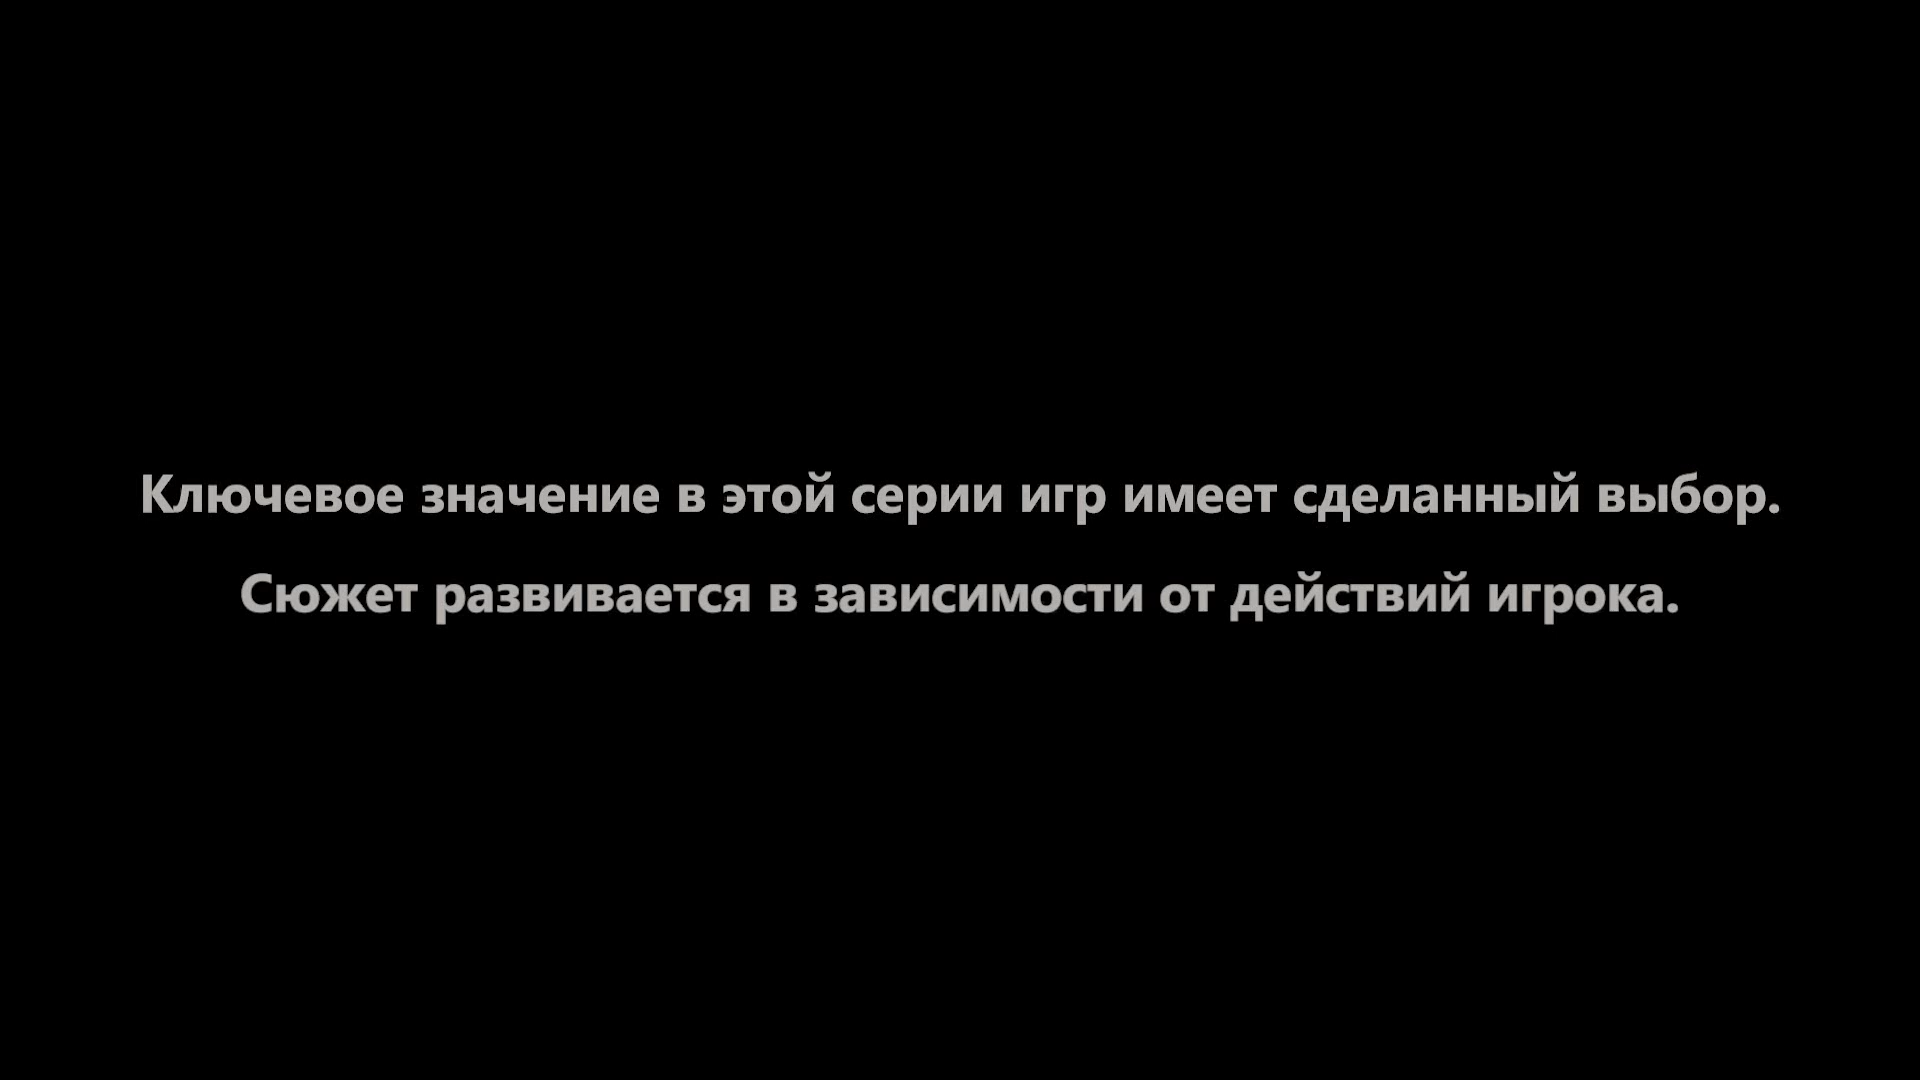 Ключевое значение в этой серии игр имеет сделанный выбор.
Сюжет развивается в зависимости от действий игрока.